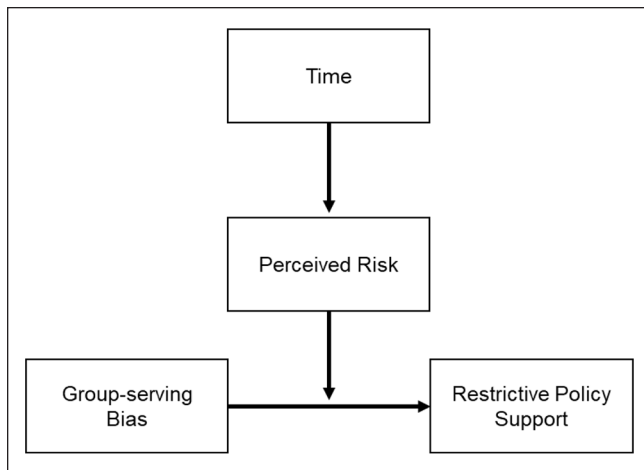 Time
Perceived Risk
Group-serving
Bias
Restrictive Policy
Support